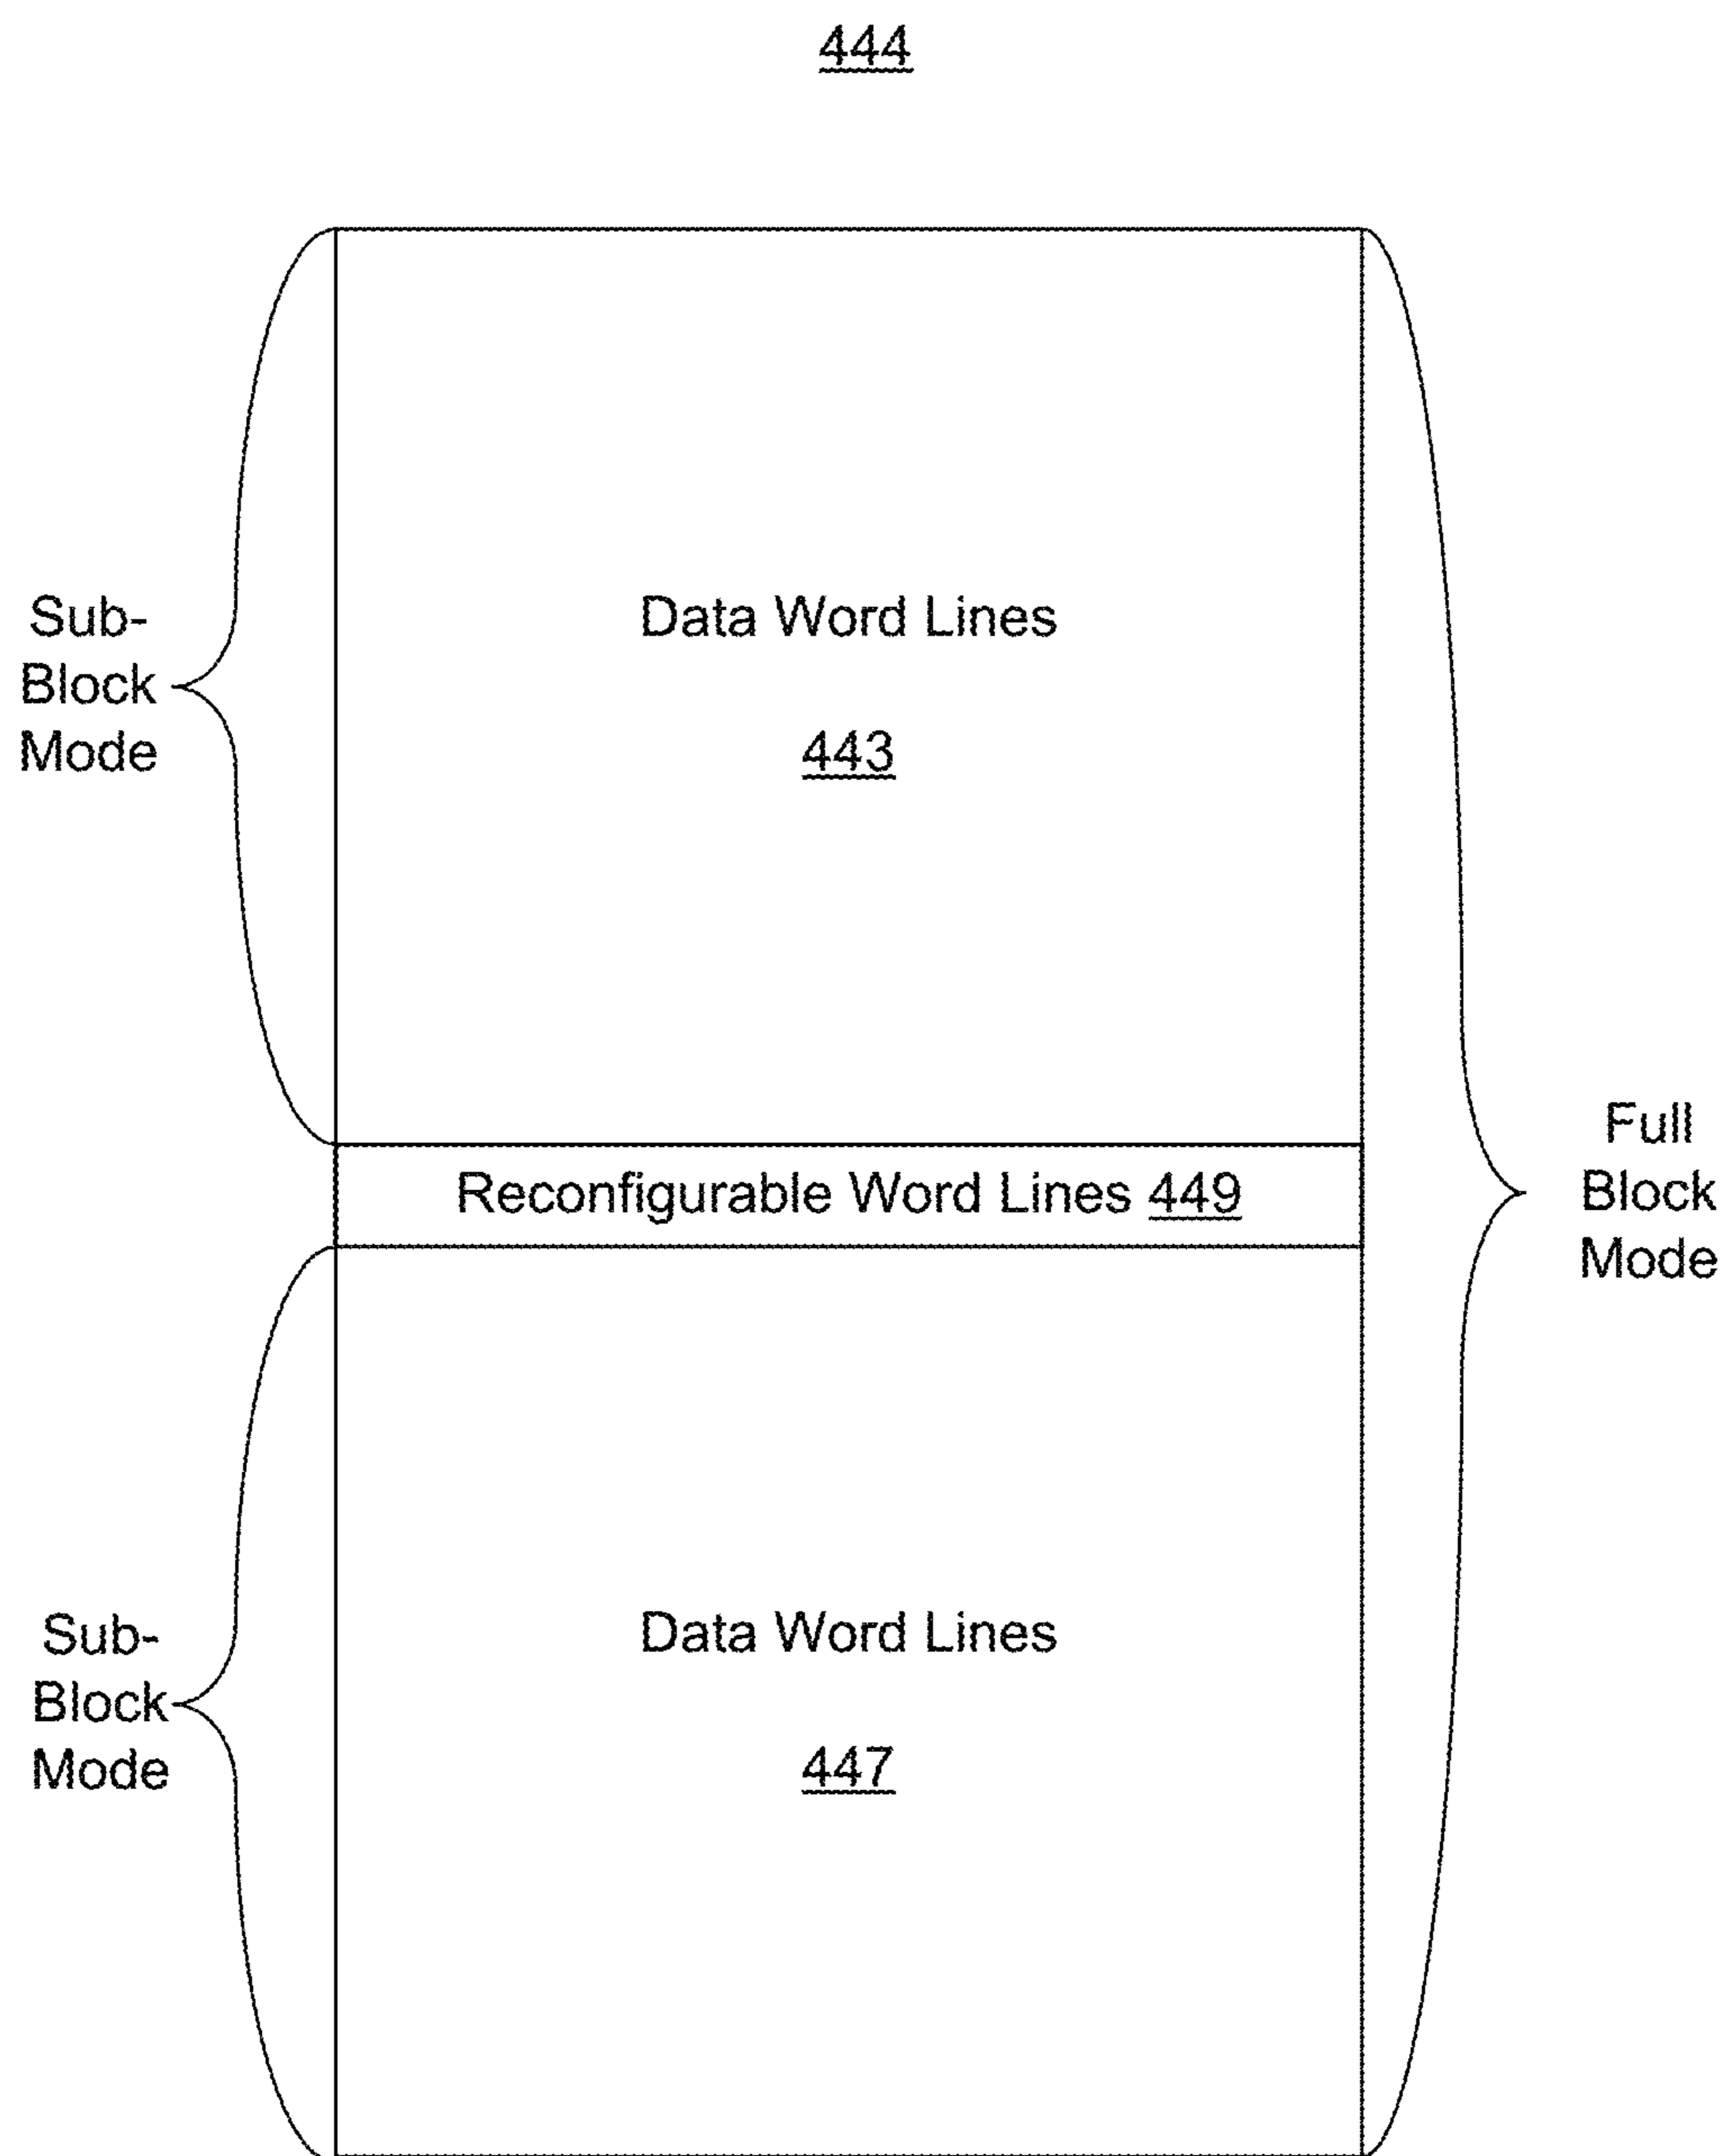 444
Sub-
Block
Mode
Data Word Lines
443
Reconfigurable Word Lines 449
Full
Block
Mode
Sub-
Block
Mode
Data Word Lines
447